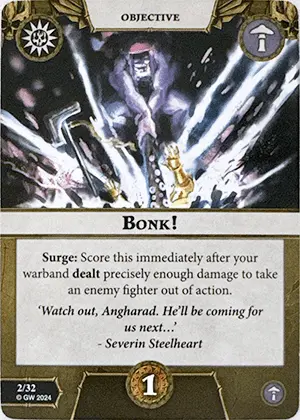 OBJECTIVE
BONK!
Surge: Score this immediately after your
warband dealt precisely enough damage to take
an enemy fighter out of action.
'Watch out, Angharad. He'll be coming for
us next…'
- Severin Steelheart
2/32
© GW 2024
1